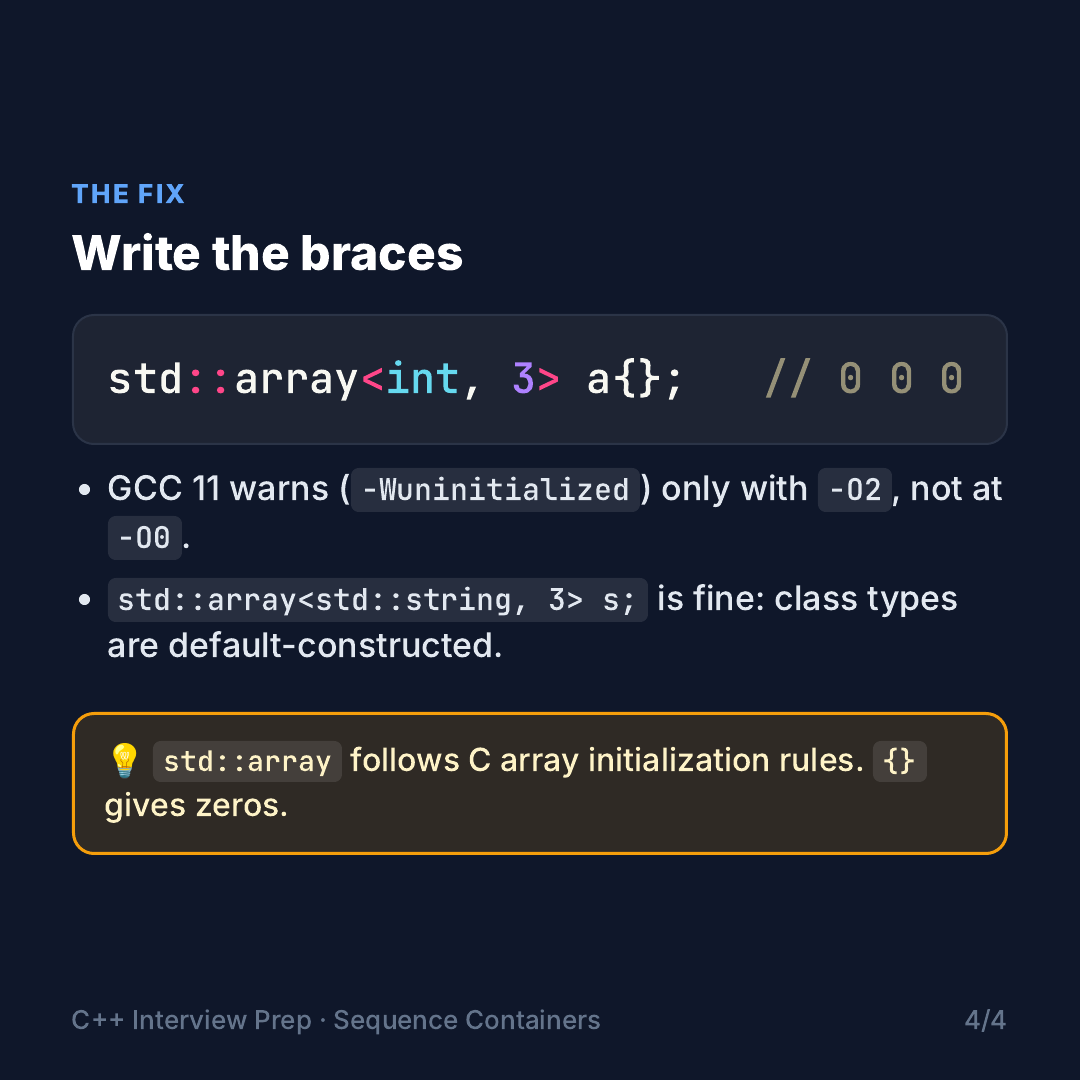 THE FIX
Write the braces
std::array<int, 3> a{};   // 0 0 0
• GCC 11 warns (-Wuninitialized) only with -O2, not at
-O0.
• std::array<std::string, 3> s; is fine: class types
are default-constructed.
💡 std::array follows C array initialization rules. {}
gives zeros.
C++ Interview Prep · Sequence Containers
4/4